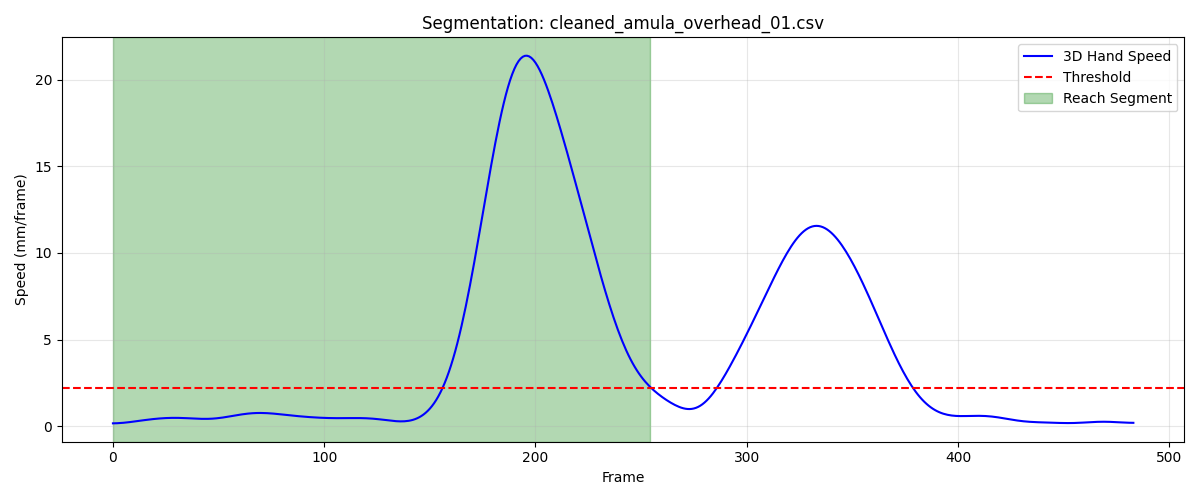 Segmentation: cleaned_amula_overhead_01.csv
3D Hand Speed
Threshold
Reach Segment
Speed (mm/frame)
20
15
10
5
0
0 100 200 300 400 500
Frame